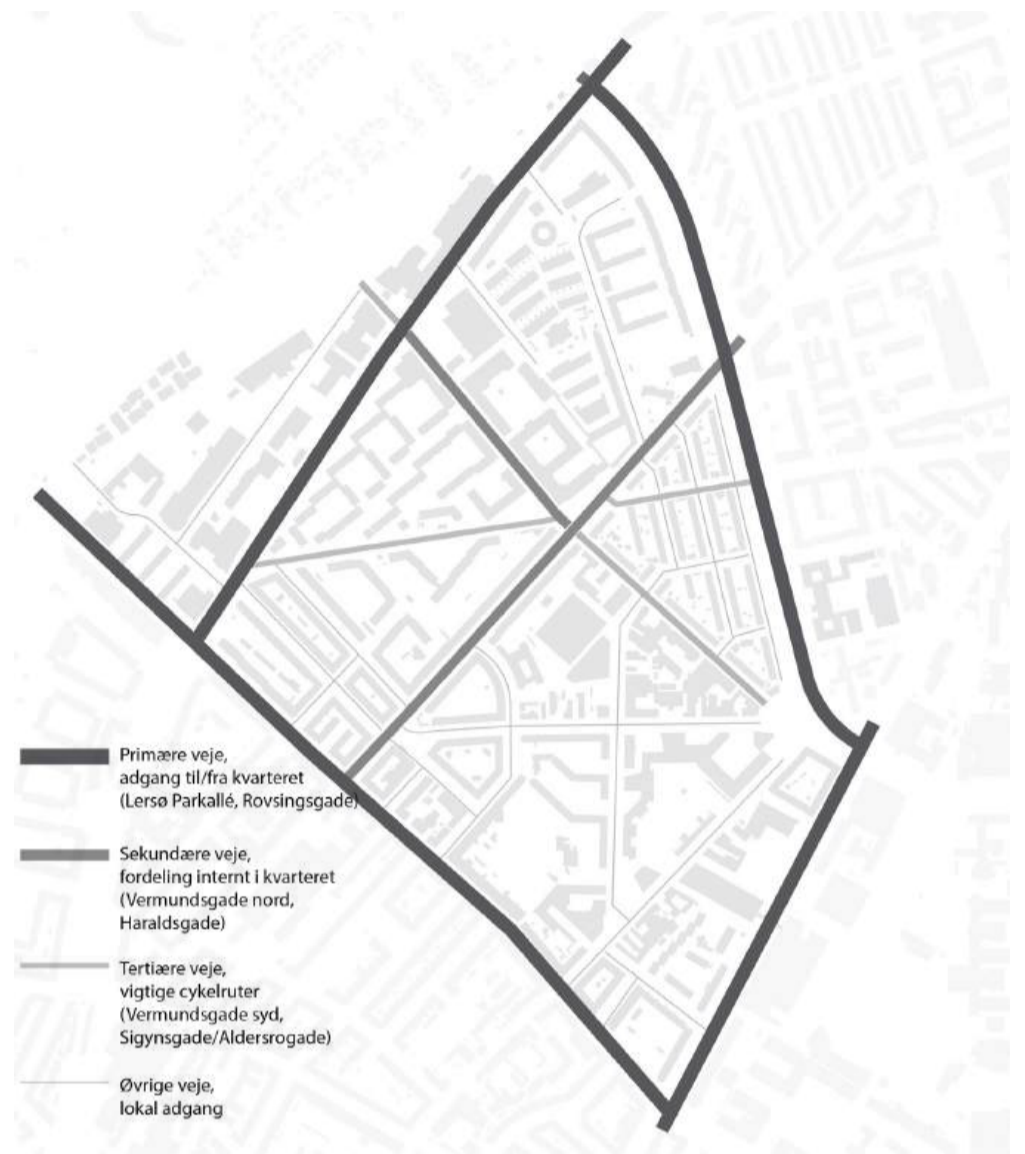 Primære veje,
adgang til/fra kvarteret
(Lersø Parkallé, Rovsingsgade)
Sekundære veje,
fordeling internt i kvarteret
(Vermundsgade nord,
Haraldsgade)
Tertiære veje,
vigtige cykelruter
(Vermundsgade syd,
Sigynsgade/Aldersrogade)
Øvrige veje,
lokal adgang